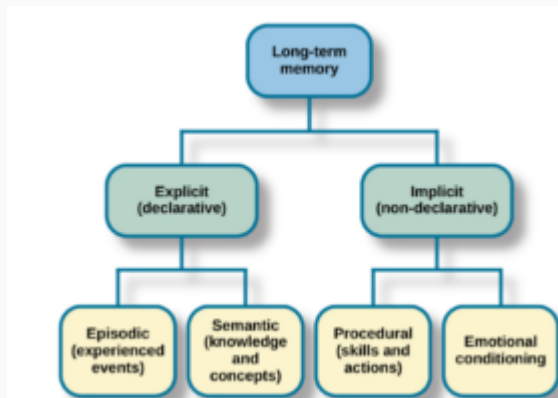 Long-term
memory
Explicit
(declarative)
Implicit
(non-declarative)
Episodic
(experienced
events)
Semantic
(knowledge
and
concepts)
Procedural
(skills and
actions)
Emotional
conditioning